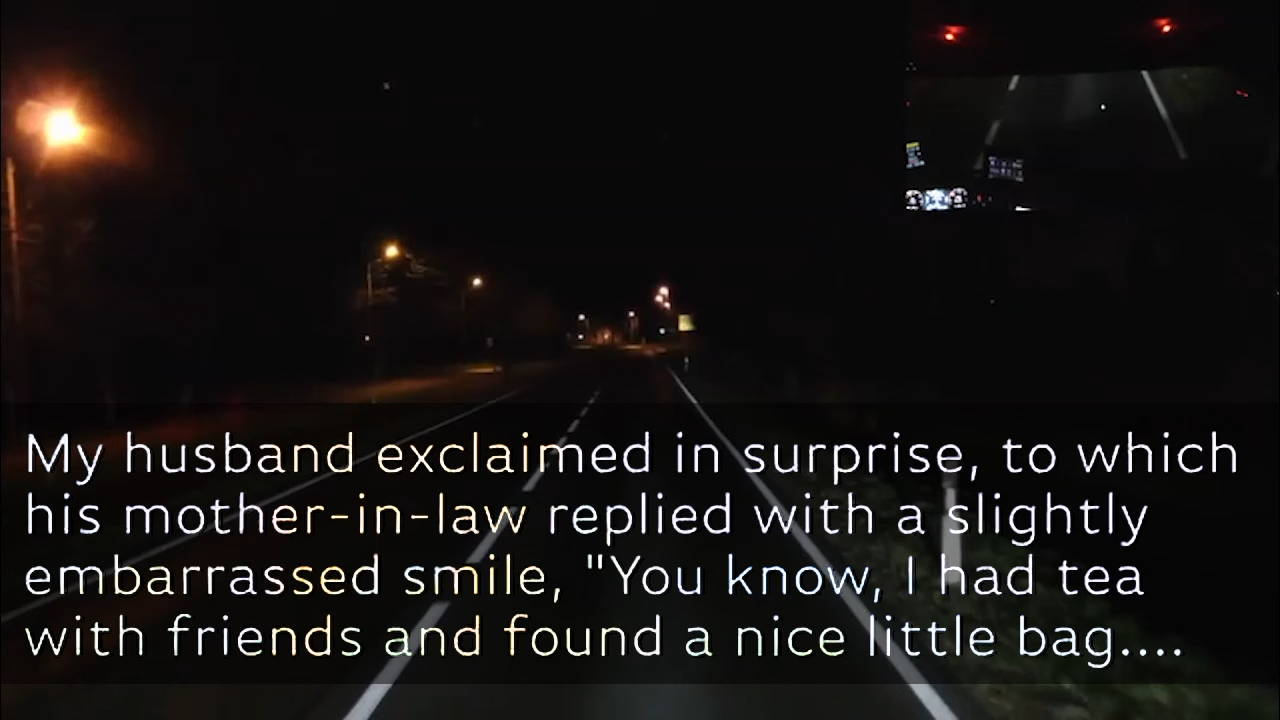 My husband exclaimed in surprise, to which
his mother-in-law replied with a slightly
embarrassed smile, "You know, I had tea
with friends and found a nice little bag....